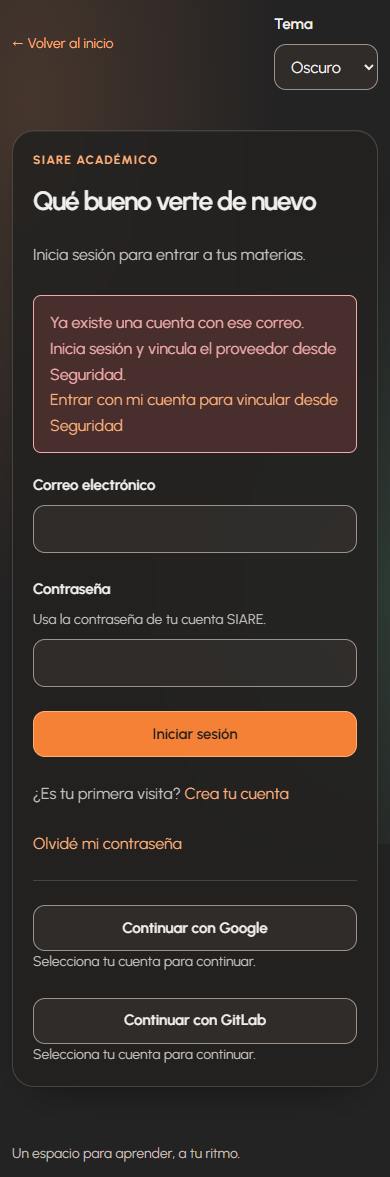 ← Volver al inicio
Tema
Oscuro
SIARE ACADÉMICO
Qué bueno verte de nuevo
Inicia sesión para entrar a tus materias.
Ya existe una cuenta con ese correo.
Inicia sesión y vincula el proveedor desde
Seguridad.
Entrar con mi cuenta para vincular desde
Seguridad
Correo electrónico
Contraseña
Usa la contraseña de tu cuenta SIARE.
Iniciar sesión
¿Es tu primera visita? Crea tu cuenta
Olvidé mi contraseña
Continuar con Google
Selecciona tu cuenta para continuar.
Continuar con GitLab
Selecciona tu cuenta para continuar.
Un espacio para aprender, a tu ritmo.